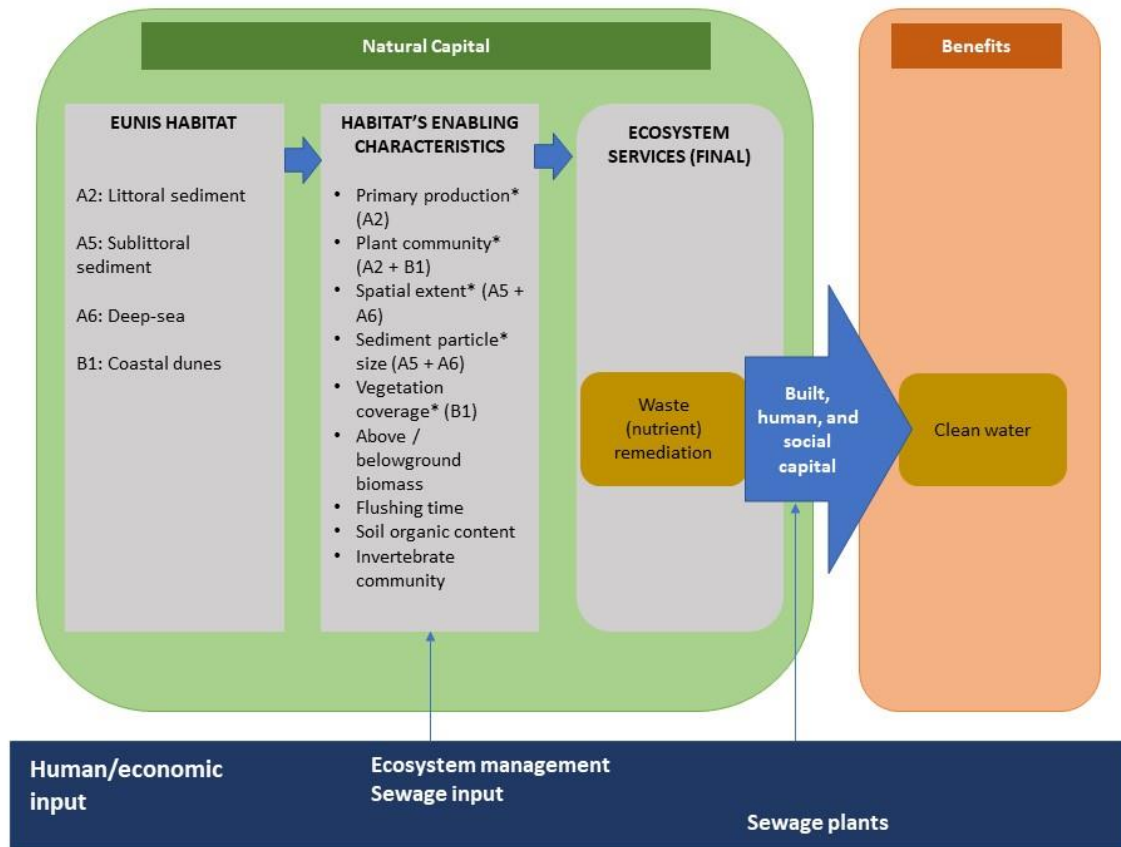 Natural Capital
Benefits
EUNIS HABITAT
A2: Littoral sediment
A5: Sublittoral
sediment
A6: Deep-sea
B1: Coastal dunes
HABITAT’S ENABLING
CHARACTERISTICS
• Primary production*
(A2)
• Plant community*
(A2 + B1)
• Spatial extent* (A5 +
A6)
• Sediment particle*
size (A5 + A6)
• Vegetation
coverage* (B1)
• Above /
belowground
biomass
• Flushing time
• Soil organic content
• Invertebrate
community
ECOSYSTEM
SERVICES (FINAL)
Waste
(nutrient)
remediation
Built,
human, and
social
capital
Clean water
Human/economic
input
Ecosystem management
Sewage input
Sewage plants